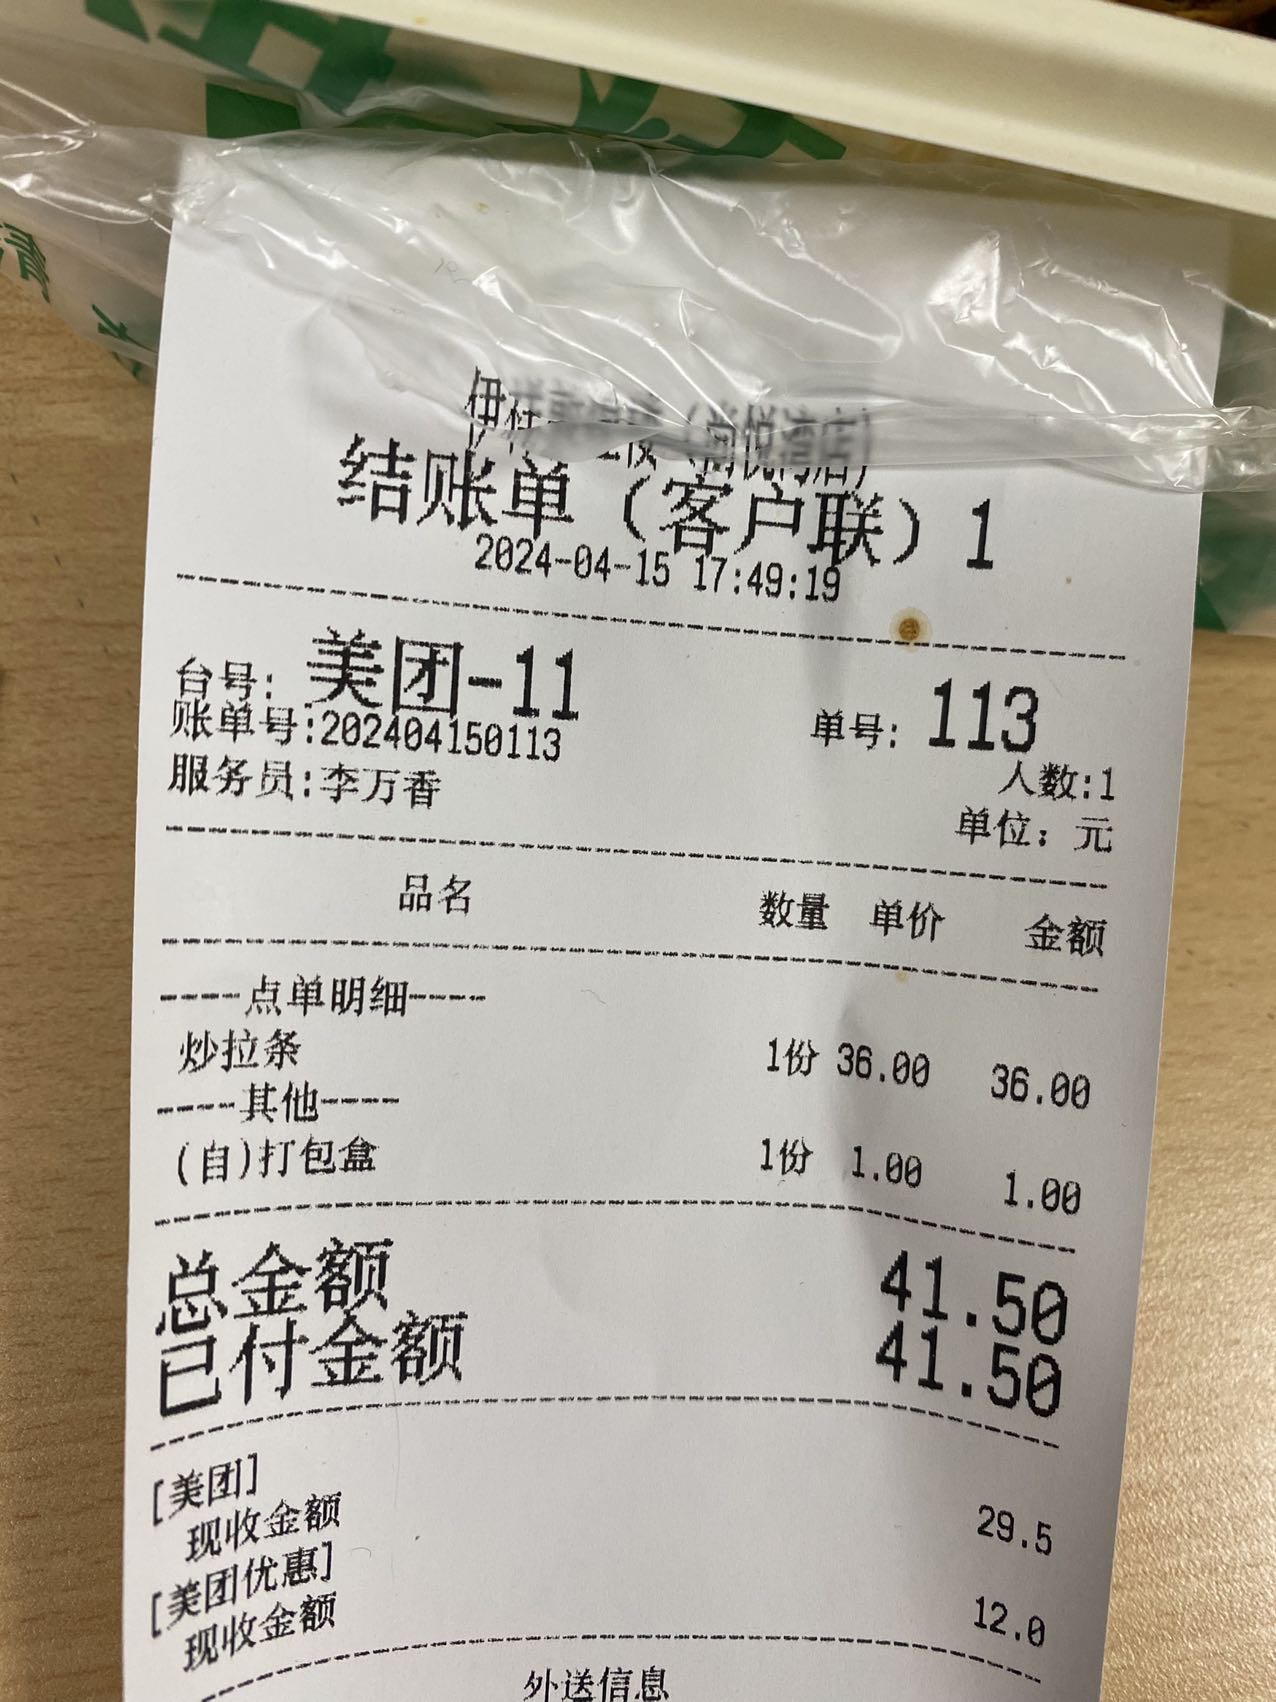 清
伊
结账单（客户联）1
2024-04-15 17:49:19
台号: 美团-11 单号: 113
账单号:202404150113 人数:1
服务员:李万香 单位: 元
品名 数量 单价 金额
----点单明细----
炒拉条 1份 36.00 36.00
----其他----
(自)打包盒 1份 1.00 1.00
总金额 41.50
已付金额 41.50
[美团]
现收金额 29.5
[美团优惠]
现收金额 12.0
外送信息